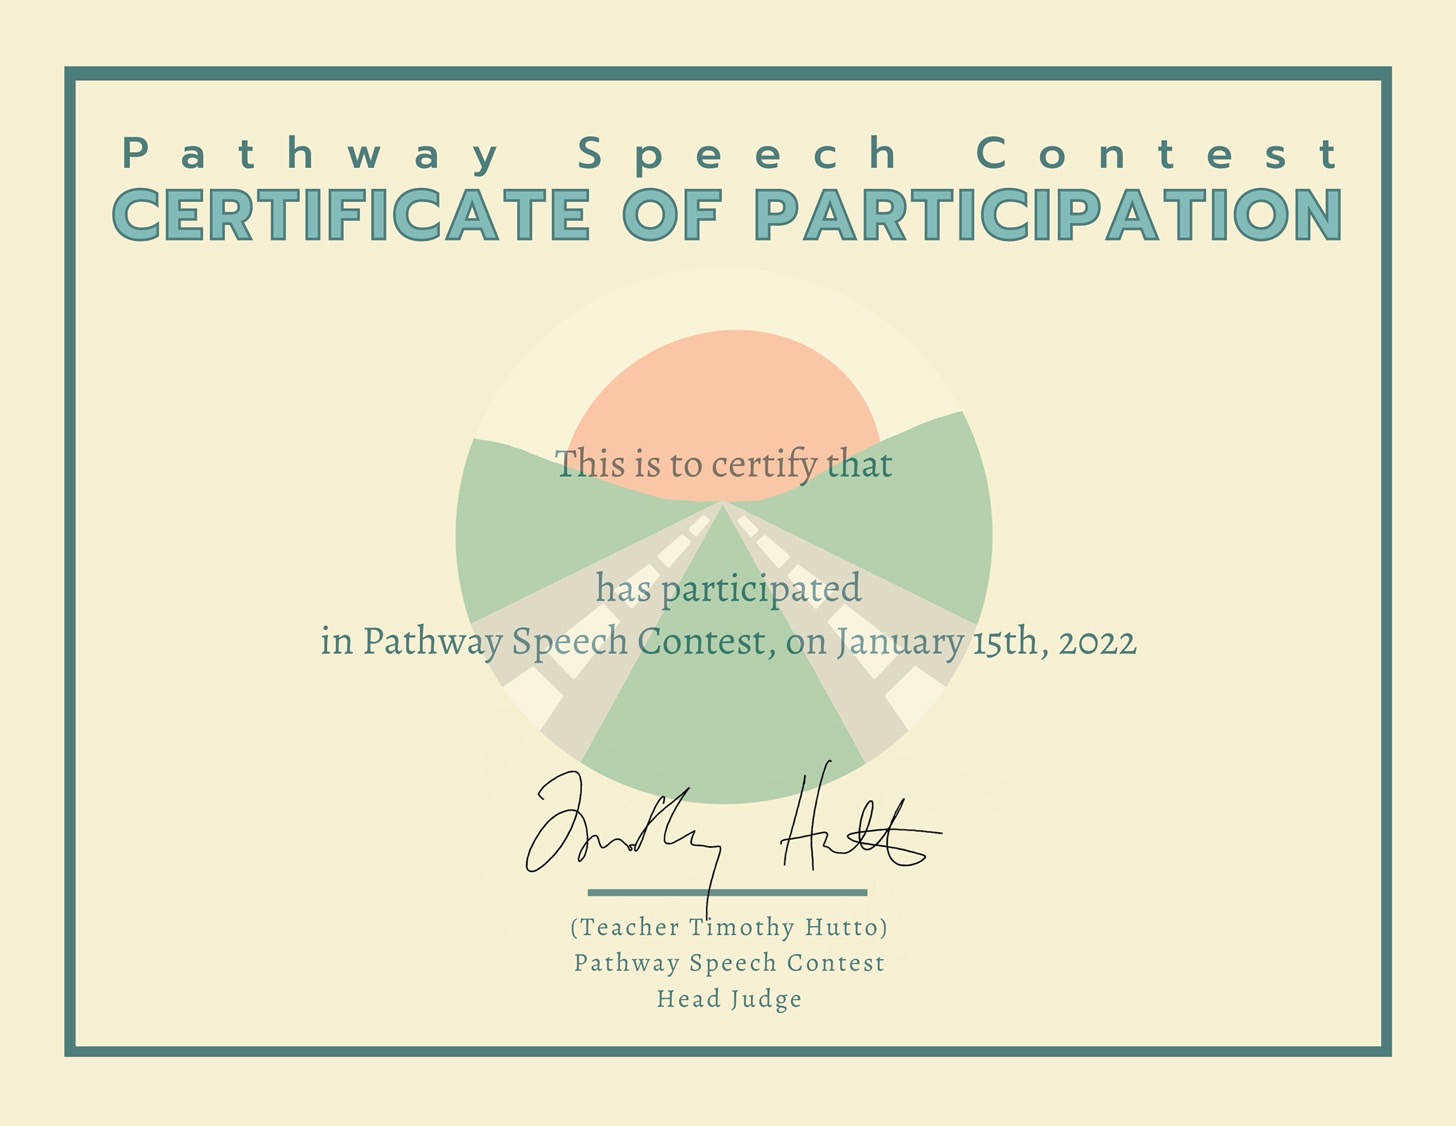 Pathway Speech Contest
CERTIFICATE OF PARTICIPATION
This is to certify that
has participated
in Pathway Speech Contest, on January 15th, 2022
Timothy Hutto
(Teacher Timothy Hutto)
Pathway Speech Contest
Head Judge